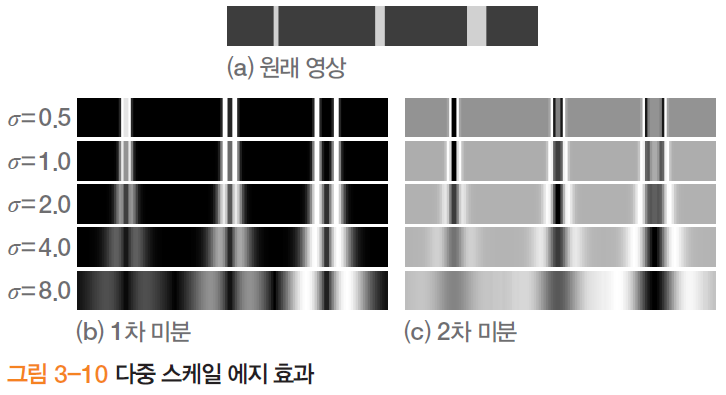 (a) 원래 영상
σ=0.5
σ=1.0
σ=2.0
σ=4.0
σ=8.0
(b) 1차 미분
(c) 2차 미분
그림 3-10 다중 스케일 에지 효과